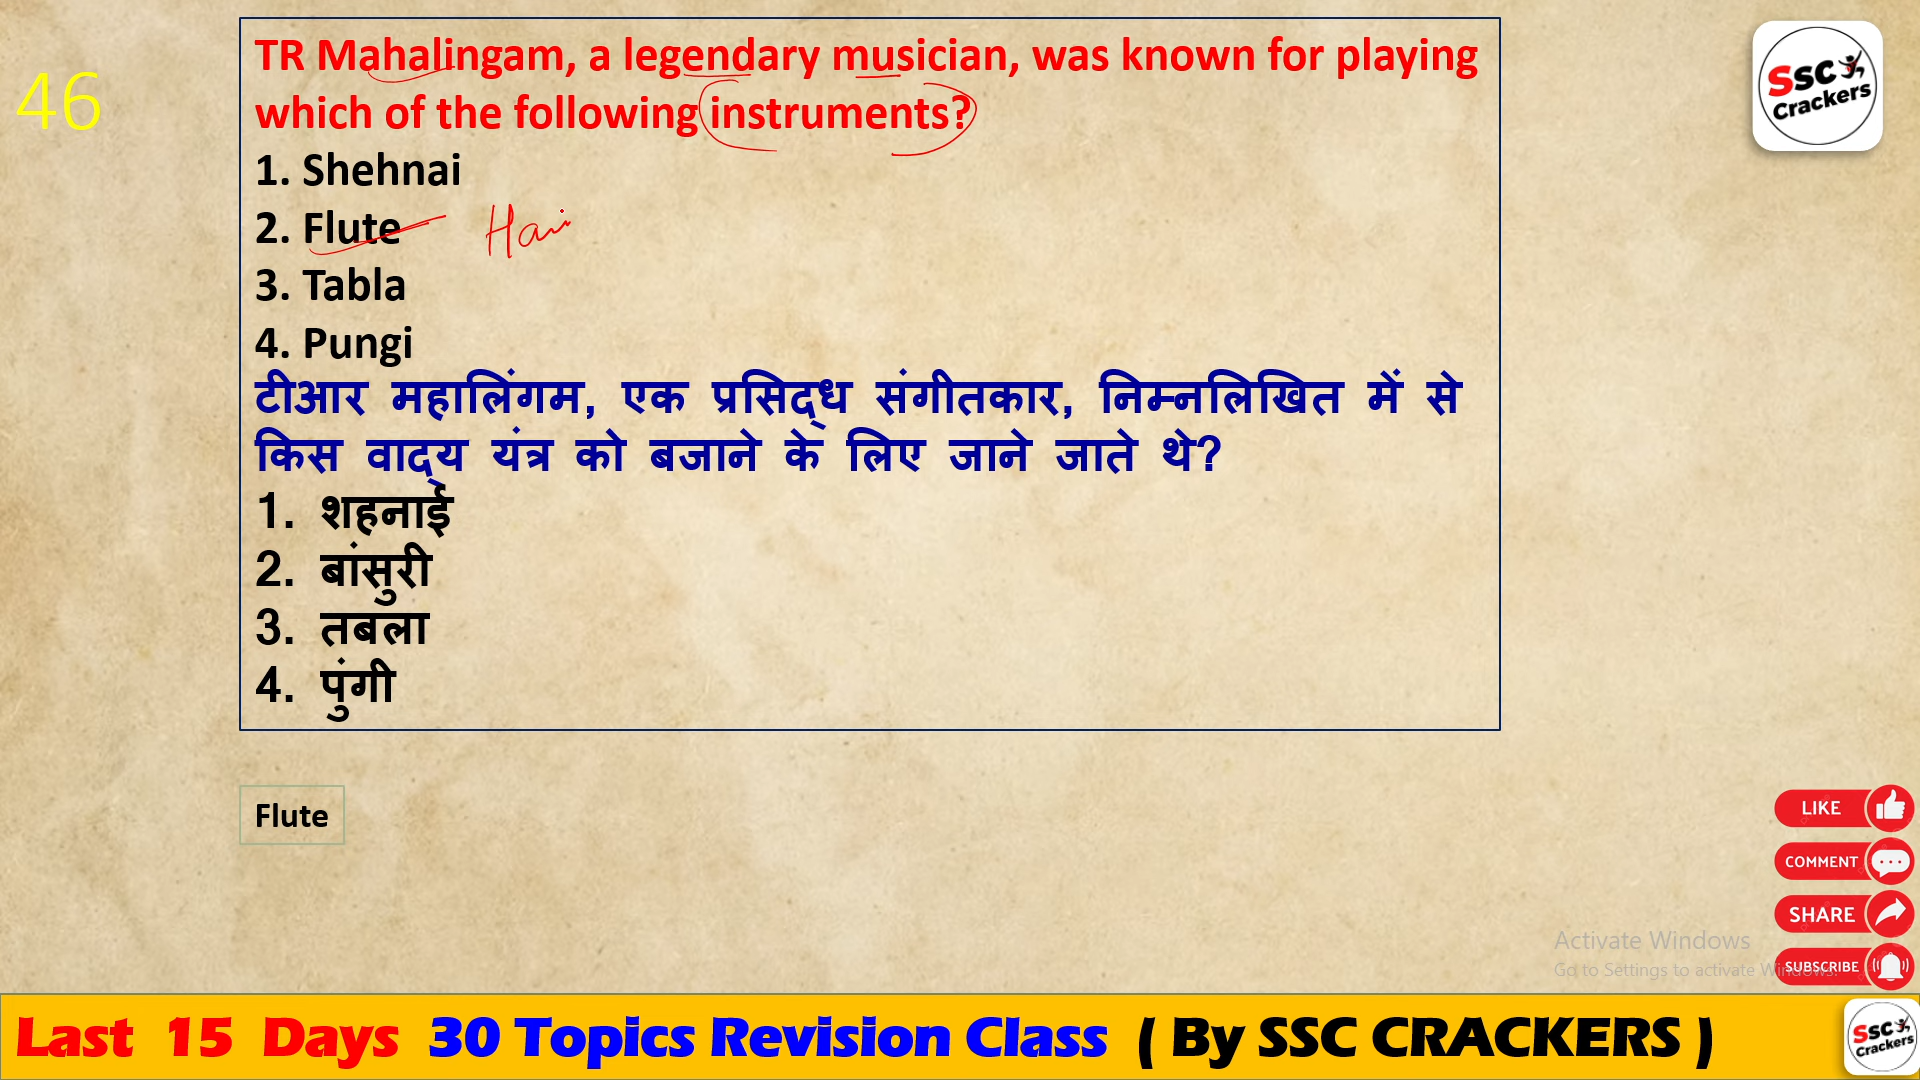 46
TR Mahalingam, a legendary musician, was known for playing
which of the following instruments?
1. Shehnai
2. Flute
Hari
3. Tabla
4. Pungi
टीआर महालिंगम, एक प्रसिद्ध संगीतकार, निम्नलिखित में से
किस वाद्य यंत्र को बजाने के लिए जाने जाते थे?
1. शहनाई
2. बांसुरी
3. तबला
4. पुंगी
Flute
SSC
Crackers
LIKE
COMMENT
SHARE
SUBSCRIBE
Activate Windows
Go to Settings to activate Windows.
Last 15 Days 30 Topics Revision Class ( By SSC CRACKERS )
SSC
Crackers